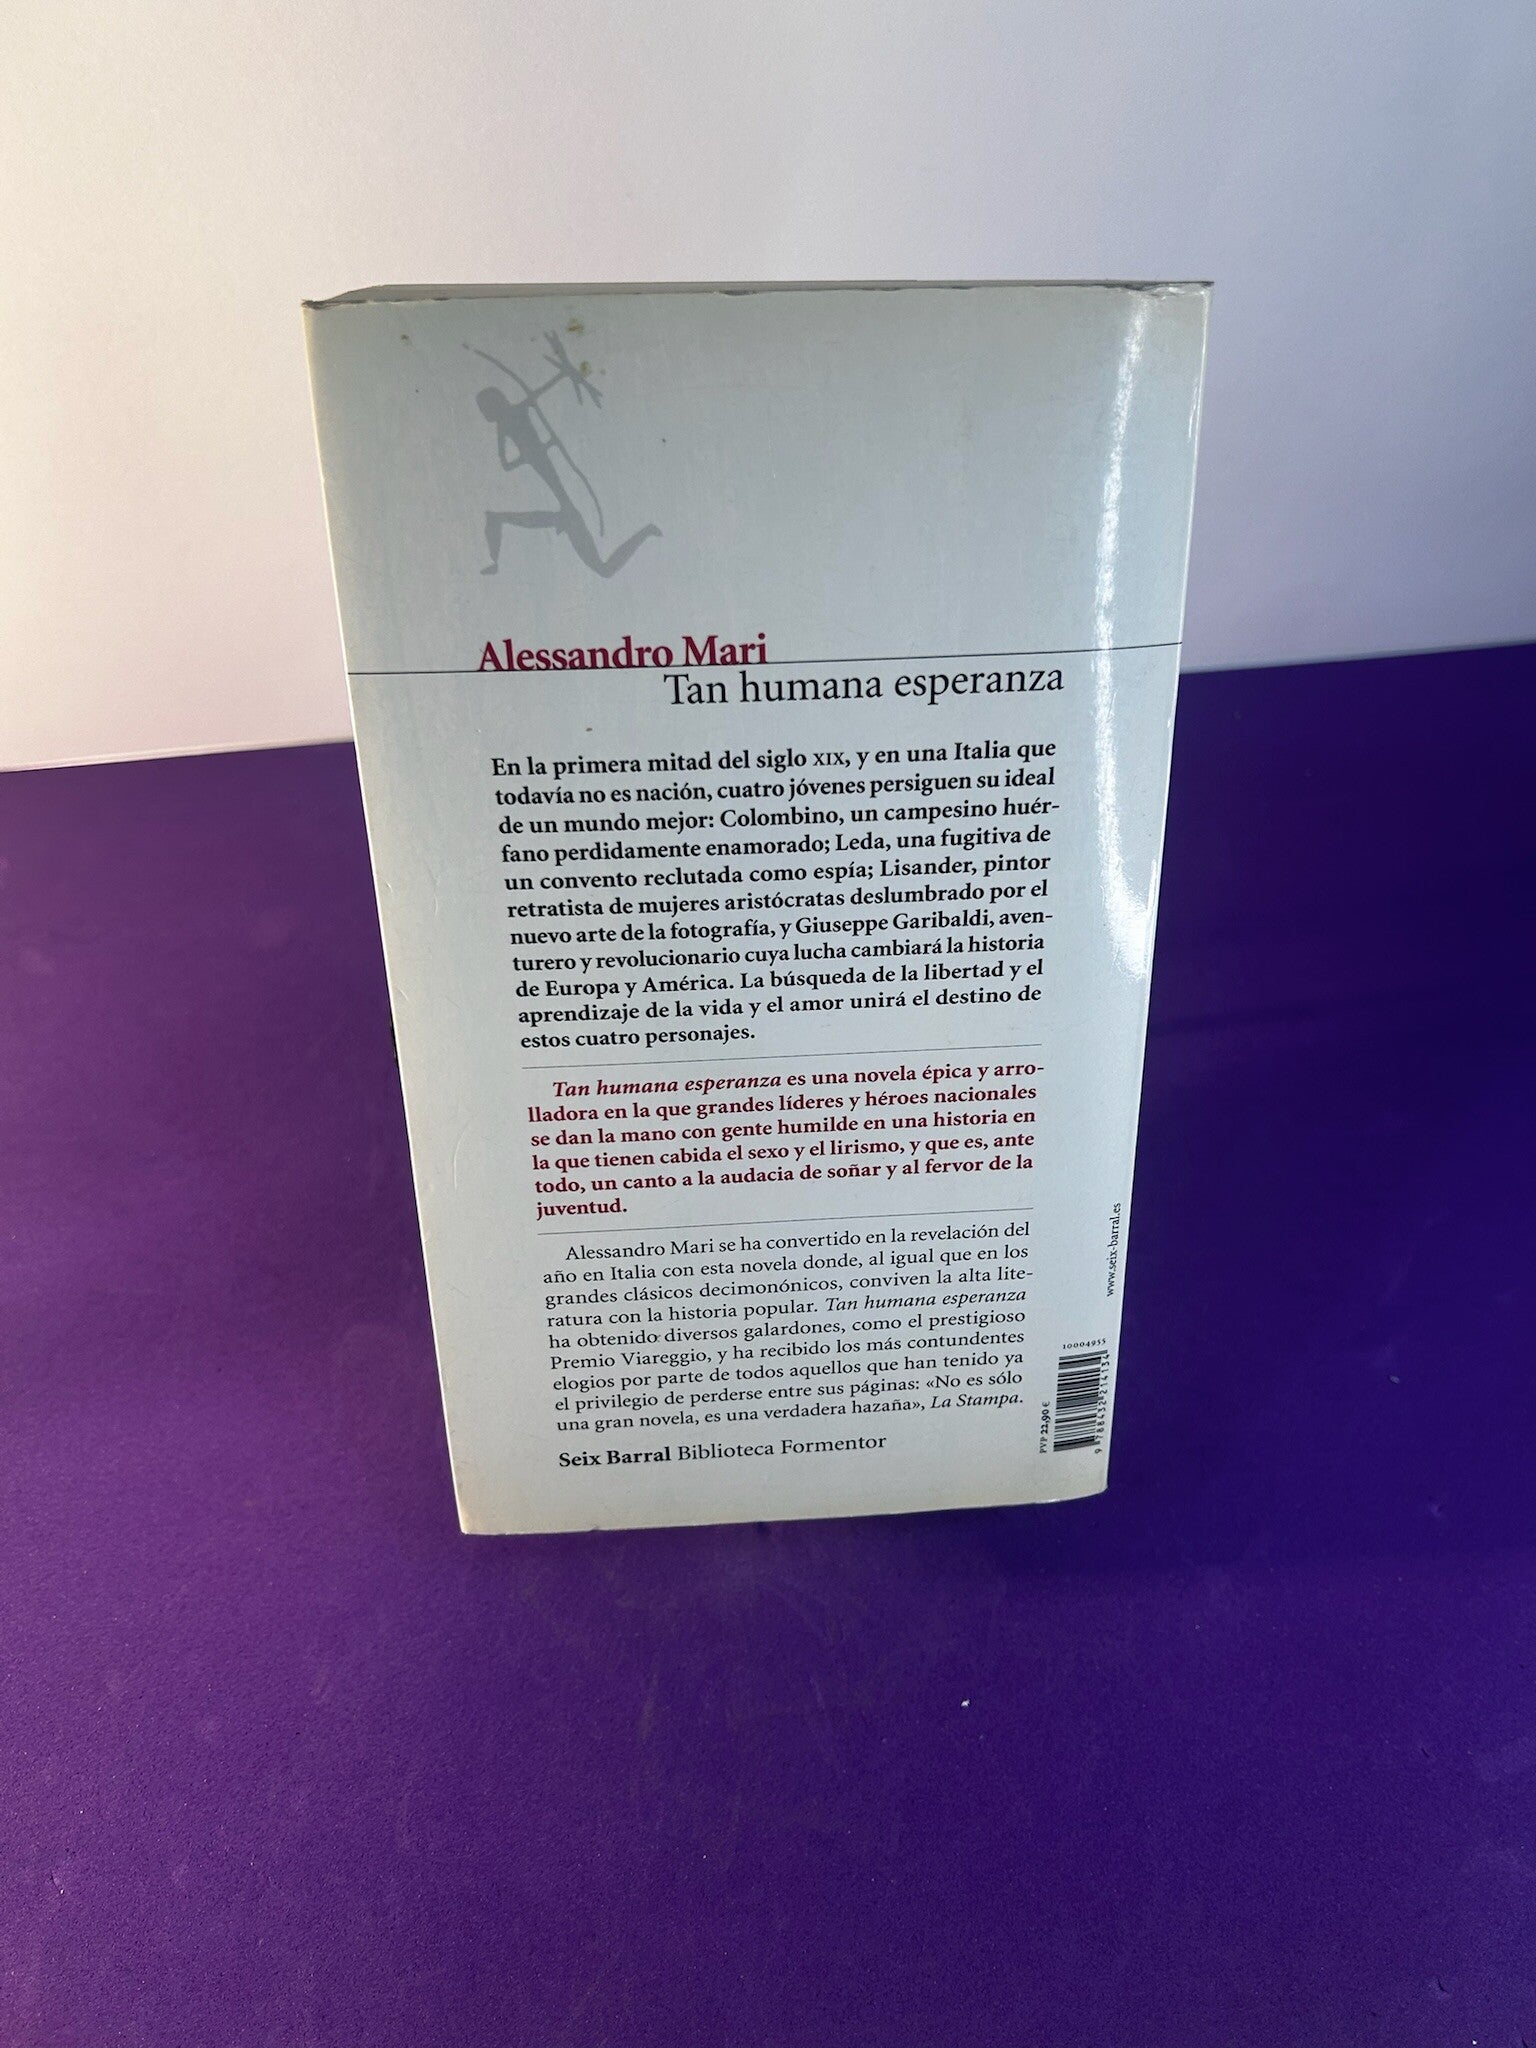 Alessandro Mari
Tan humana esperanza
En la primera mitad del siglo XIX, y en una Italia que
todavía no es nación, cuatro jóvenes persiguen su ideal
de un mundo mejor: Colombino, un campesino huér-
fano perdidamente enamorado; Leda, una fugitiva de
un convento reclutada como espía; Lisander, pintor
retratista de mujeres aristócratas deslumbrado por el
nuevo arte de la fotografía, y Giuseppe Garibaldi, aven-
turero y revolucionario cuya lucha cambiará la historia
de Europa y América. La búsqueda de la libertad y el
aprendizaje de la vida y el amor unirá el destino de
estos cuatro personajes.
Tan humana esperanza es una novela épica y arro-
lladora en la que grandes líderes y héroes nacionales
se dan la mano con gente humilde en una historia en
la que tienen cabida el sexo y el lirismo, y que es, ante
todo, un canto a la audacia de soñar y al fervor de la
juventud.
Alessandro Mari se ha convertido en la revelación del
año en Italia con esta novela donde, al igual que en los
grandes clásicos decimonónicos, conviven la alta lite-
ratura con la historia popular. Tan humana esperanza
ha obtenido diversos galardones, como el prestigioso
Premio Viareggio, y ha recibido los más contundentes
elogios por parte de todos aquellos que han tenido ya
el privilegio de perderse entre sus páginas: «No es sólo
una gran novela, es una verdadera hazaña», La Stampa.
Seix Barral Biblioteca Formentor
www.seix-barral.es
10004955
PVP 22,90 €
9 788432 214134